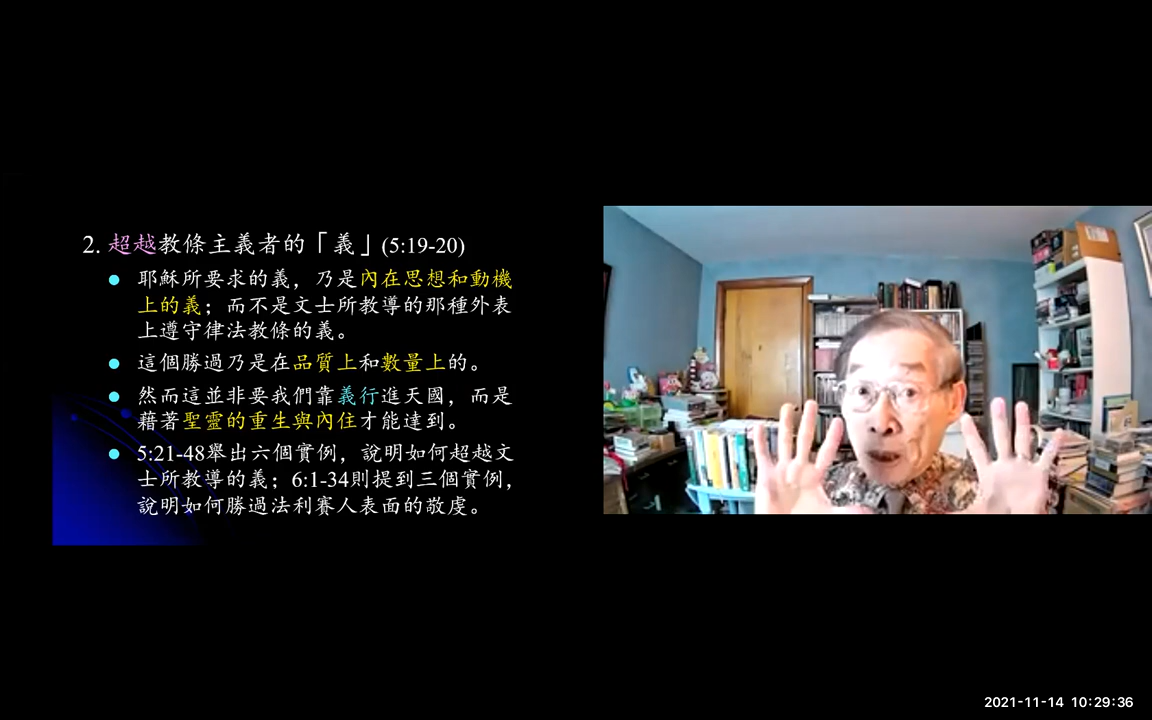 2. 超越教條主義者的「義」(5:19-20)
耶穌所要求的義，乃是內在思想和動機
上的義；而不是文士所教導的那種外表
上遵守律法教條的義。
這個勝過乃是在品質上和數量上的。
然而這並非要我們靠義行進天國，而是
藉著聖靈的重生與內住才能達到。
5:21-48舉出六個實例，說明如何超越文
士所教導的義；6:1-34則提到三個實例，
說明如何勝過法利賽人表面的敬虔。
2021-11-14 10:29:36